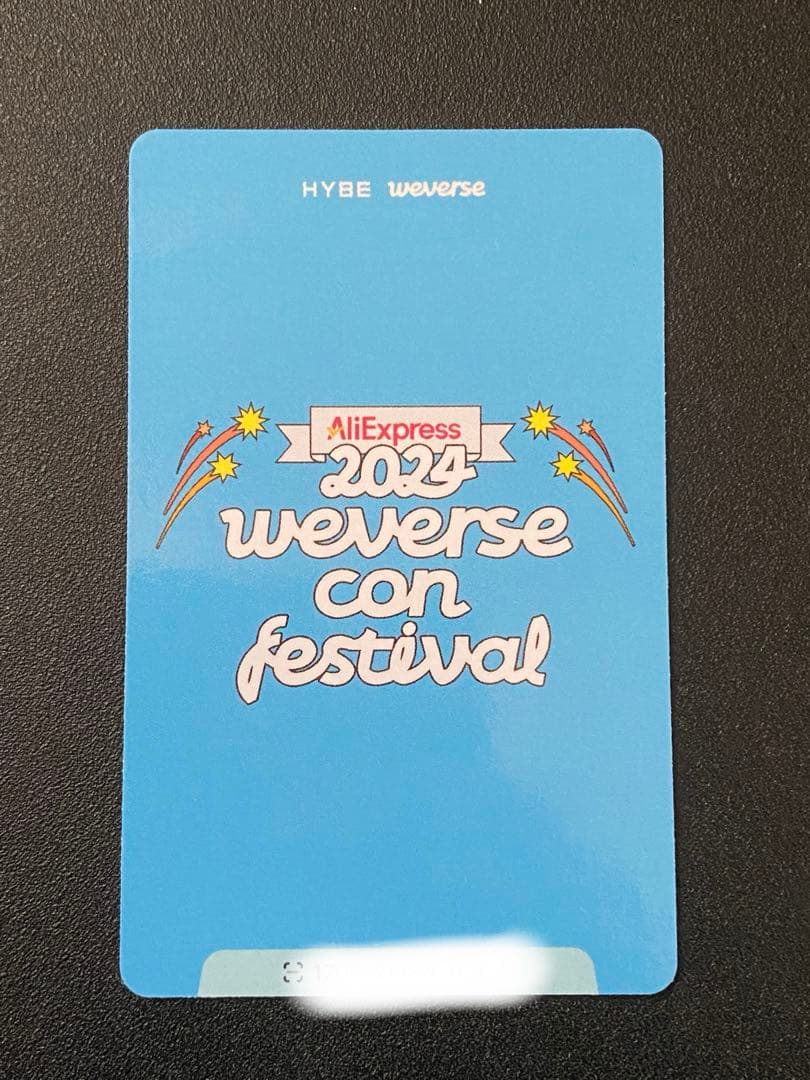 HYBE weverse
AliExpress
2024
weverse
con
festival